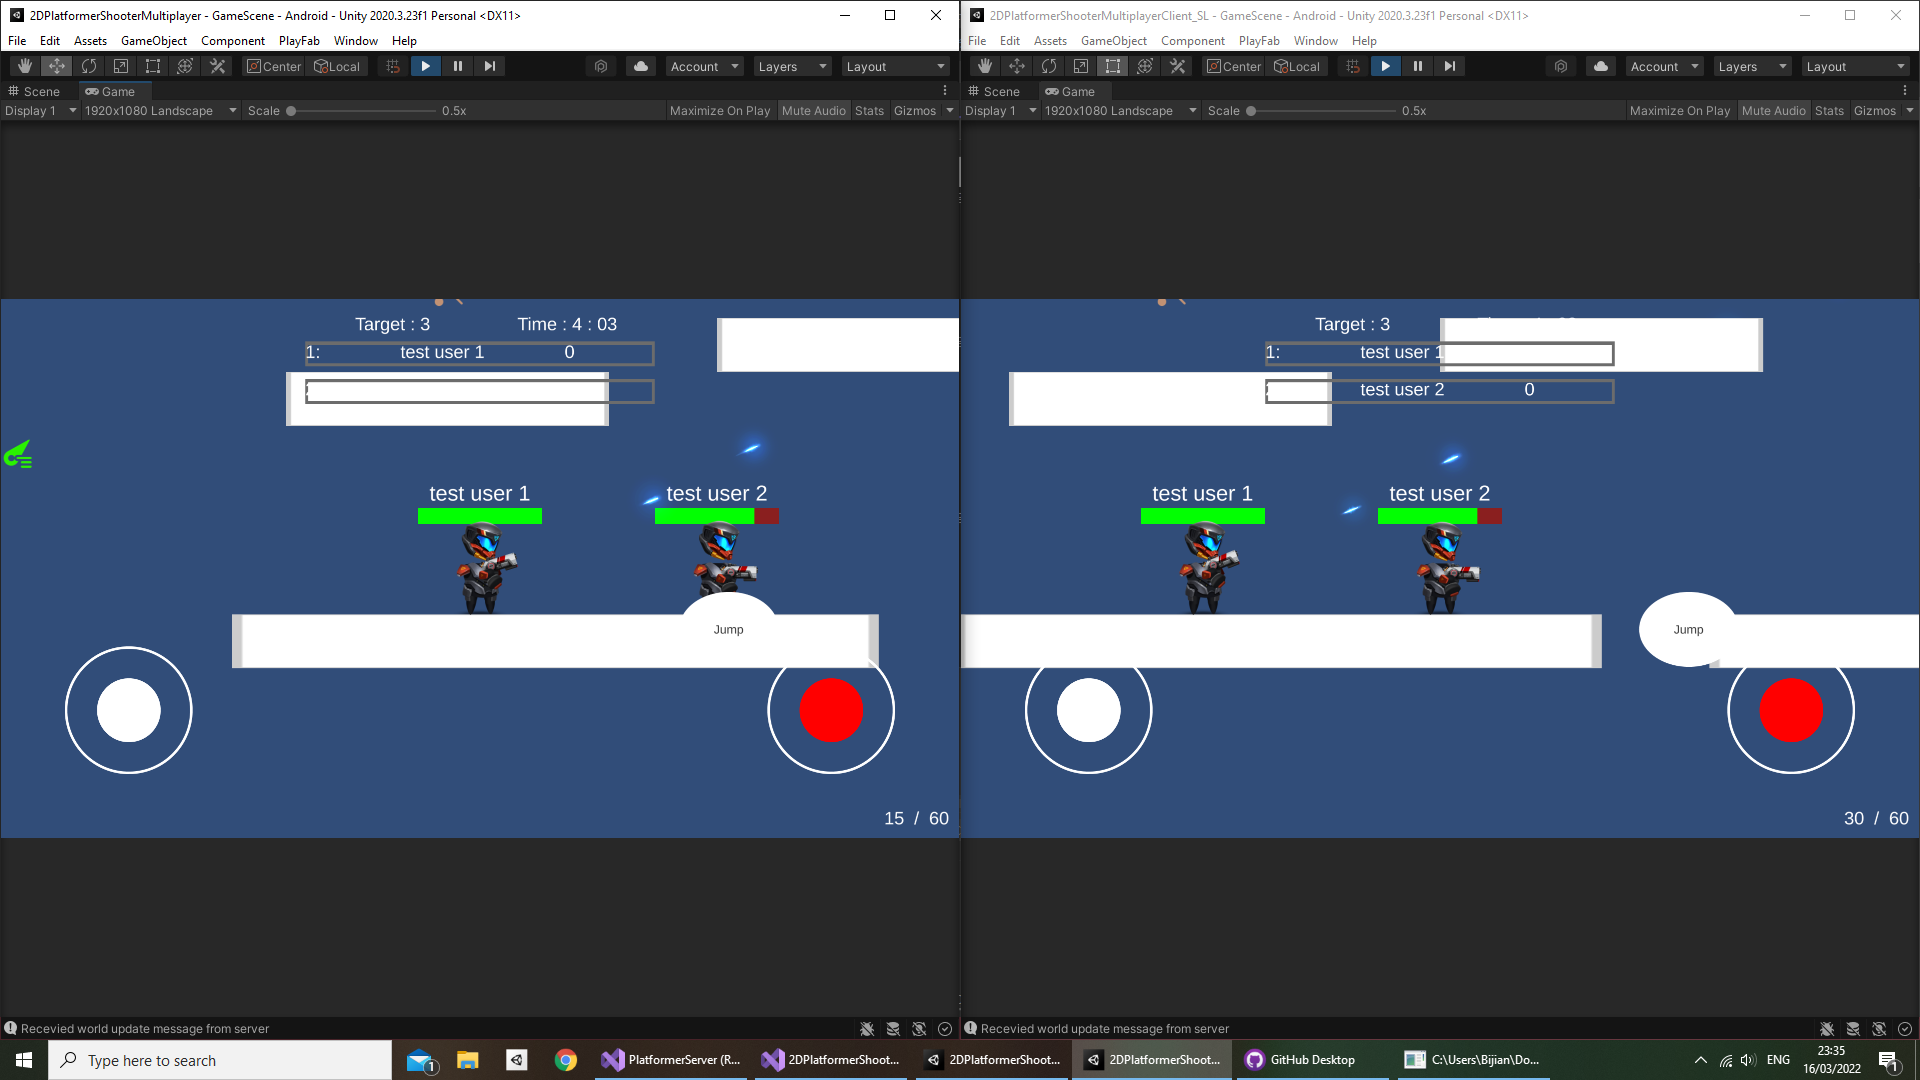 2DPlatformerShooterMultiplayer - GameScene - Android - Unity 2020.3.23f1 Personal <DX11>
File Edit Assets GameObject Component PlayFab Window Help
Center Local Account Layers Layout
Scene Game
Display 1 1920x1080 Landscape Scale 0.5x Maximize On Play Mute Audio Stats Gizmos
Target : 3 Time : 4 : 03
1: test user 1 0
test user 1 test user 2
Jump
15 / 60
Recevied world update message from server
2DPlatformerShooterMultiplayerClient_SL - GameScene - Android - Unity 2020.3.23f1 Personal <DX11>
File Edit Assets GameObject Component PlayFab Window Help
Center Local Account Layers Layout
Scene Game
Display 1 1920x1080 Landscape Scale 0.5x Maximize On Play Mute Audio Stats Gizmos
Target : 3
1: test user 1
test user 2 0
test user 1 test user 2
Jump
30 / 60
Recevied world update message from server
Type here to search
1
PlatformerServer (R...
2DPlatformerShoot...
2DPlatformerShoot...
2DPlatformerShoot...
GitHub Desktop
C:\Users\Bijian\Do...
ENG
23:35
16/03/2022
1